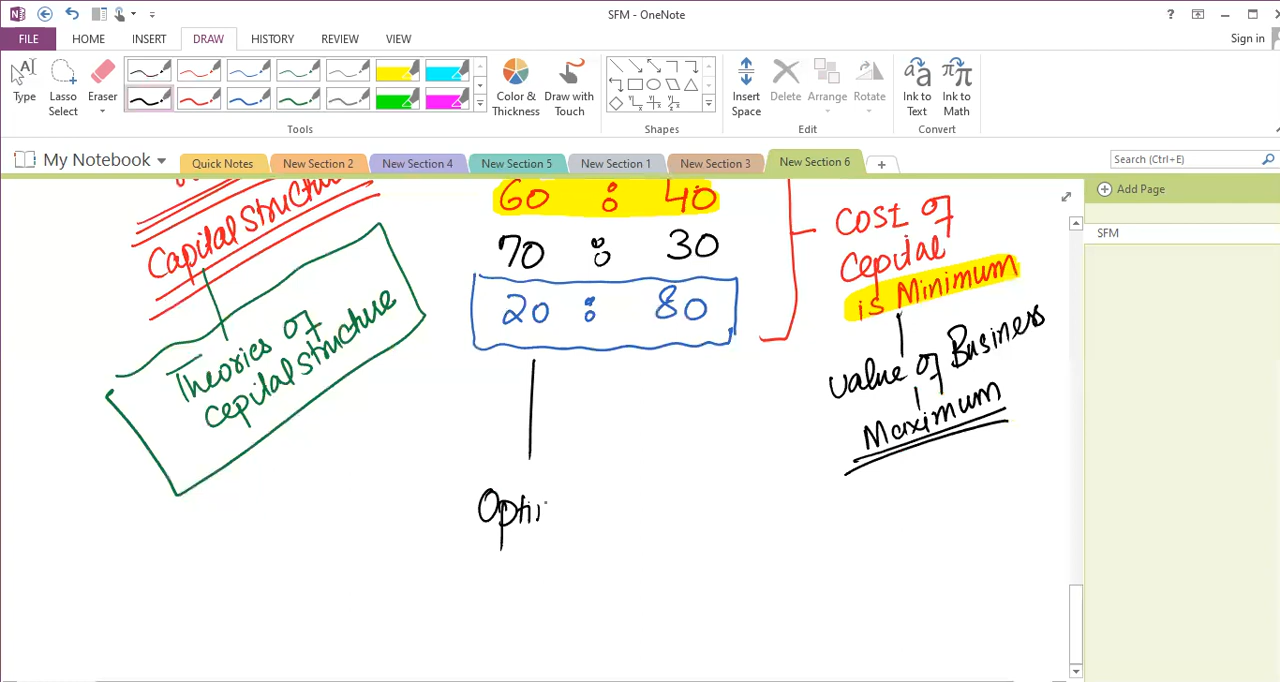 SFM - OneNote
?
Sign in
FILE HOME INSERT DRAW HISTORY REVIEW VIEW
Type
Lasso Select
Eraser
Color & Thickness
Draw with Touch
Insert Space
Delete
Arrange
Rotate
Ink to Text
Ink to Math
Tools
Shapes
Edit
Convert
My Notebook
Quick Notes
New Section 2
New Section 4
New Section 5
New Section 1
New Section 3
New Section 6
Search (Ctrl+E)
Add Page
SFM
Capital Structure
Theories of
cepital structure
60 : 40
70 : 30
20 : 80
Opti
Cost of
Cepital
is Minimum
value of Business
Maximum